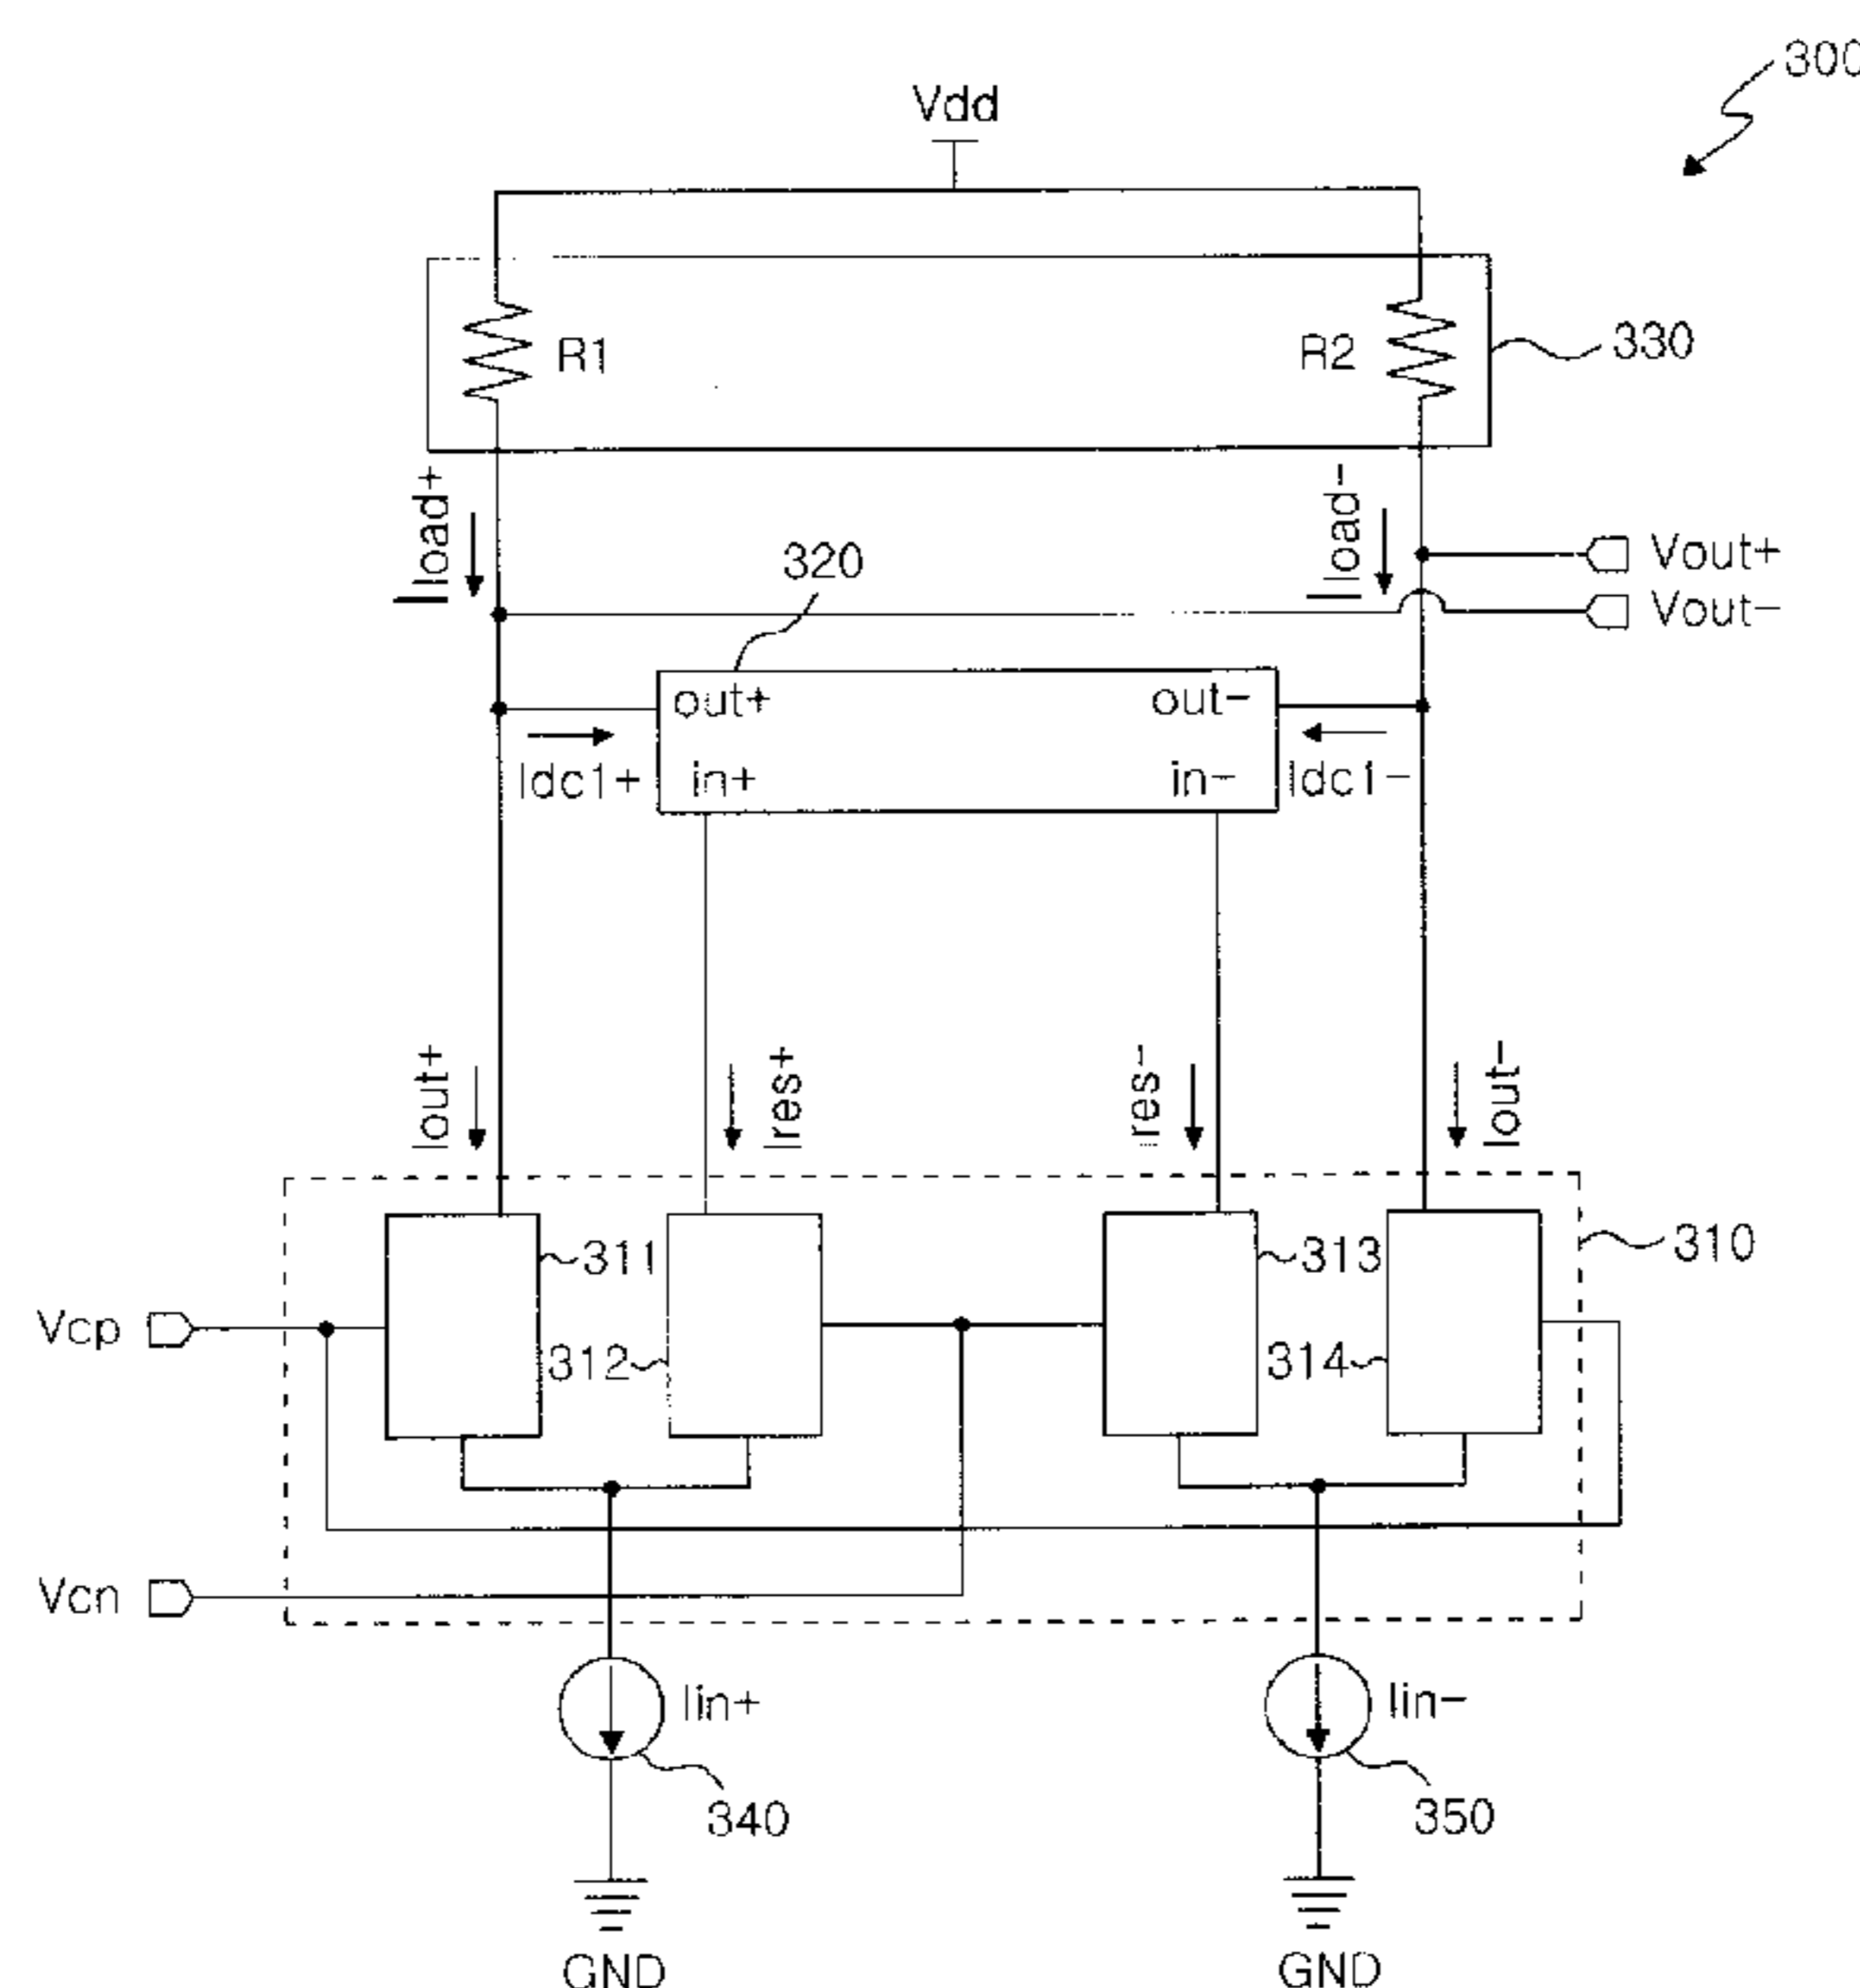 300
Vdd
R1
R2
330
Iload+
Iload-
Vout+
Vout-
320
out+
out-
in+
in-
Idc1+
Idc1-
Iout+
Ires+
Ires-
Iout-
310
311
312
313
314
Vcp
Vcn
Iin+
Iin-
340
350
GND
GND